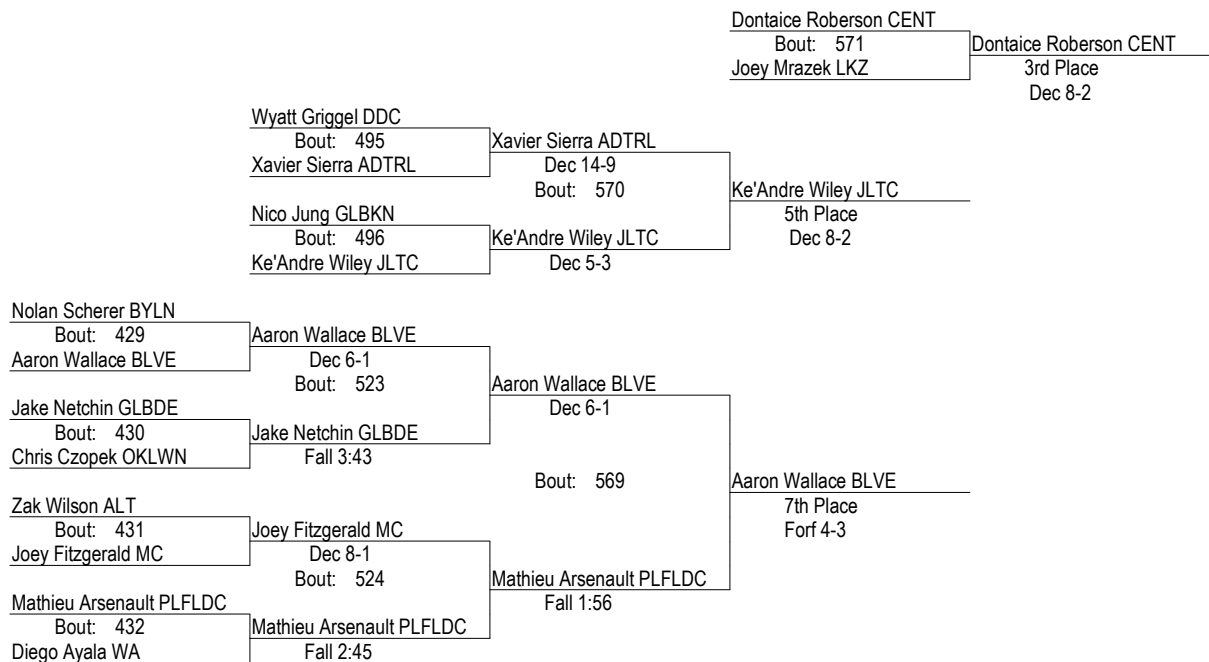 Dontaice Roberson CENT
Bout: 571
Dontaice Roberson CENT
Joey Mrazek LKZ
3rd Place
Dec 8-2
Wyatt Griggel DDC
Bout: 495
Xavier Sierra ADTRL
Xavier Sierra ADTRL
Dec 14-9
Bout: 570
Ke'Andre Wiley JLTC
Nico Jung GLBKN
5th Place
Bout: 496
Ke'Andre Wiley JLTC
Dec 8-2
Ke'Andre Wiley JLTC
Dec 5-3
Nolan Scherer BYLN
Bout: 429
Aaron Wallace BLVE
Aaron Wallace BLVE
Dec 6-1
Bout: 523
Aaron Wallace BLVE
Jake Netchin GLBDE
Dec 6-1
Bout: 430
Jake Netchin GLBDE
Chris Czopek OKLWN
Fall 3:43
Bout: 569
Aaron Wallace BLVE
Zak Wilson ALT
7th Place
Bout: 431
Joey Fitzgerald MC
Forf 4-3
Joey Fitzgerald MC
Dec 8-1
Bout: 524
Mathieu Arsenault PLFLDC
Mathieu Arsenault PLFLDC
Fall 1:56
Bout: 432
Mathieu Arsenault PLFLDC
Diego Ayala WA
Fall 2:45